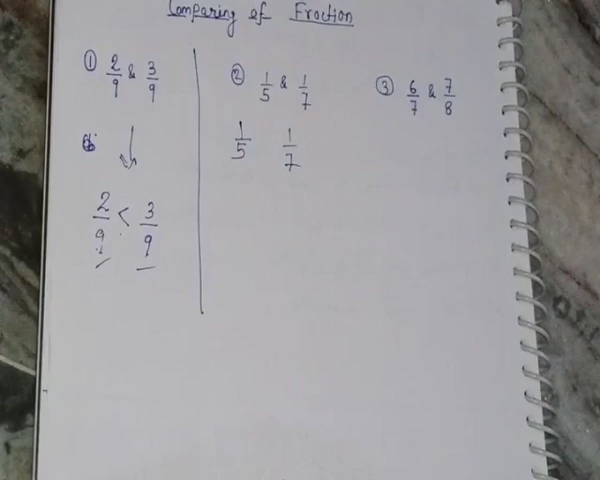 Comparing of Fraction
① 2/9 & 3/9
2/9 < 3/9
② 1/5 & 1/7
1/5 1/7
③ 6/7 & 7/8